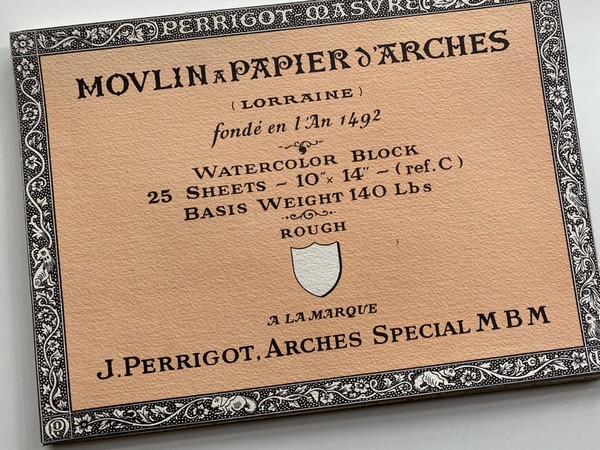 PERRIGOT MASVRE
MOVLIN A PAPIER d'ARCHES
(LORRAINE)
fondé en l'An 1492
WATERCOLOR BLOCK
25 SHEETS ~ 10"x 14" ~ (ref. C)
BASIS WEIGHT 140 Lbs
ROUGH
A LA MARQUE
J. PERRIGOT, ARCHES SPECIAL M B M